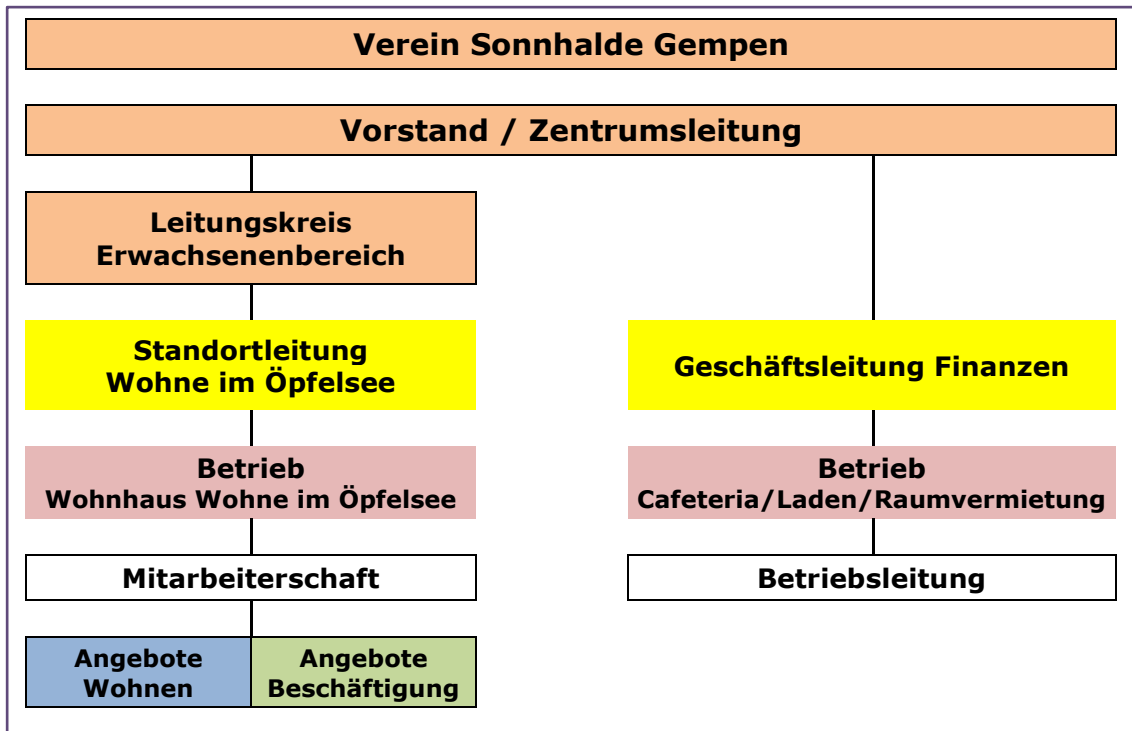 Verein Sonnhalde Gempen
Vorstand / Zentrumsleitung
Leitungskreis
Erwachsenenbereich
Standortleitung
Wohne im Öpfelsee
Geschäftsleitung Finanzen
Betrieb
Wohnhaus Wohne im Öpfelsee
Betrieb
Cafeteria/Laden/Raumvermietung
Mitarbeiterschaft
Betriebsleitung
Angebote
Wohnen
Angebote
Beschäftigung